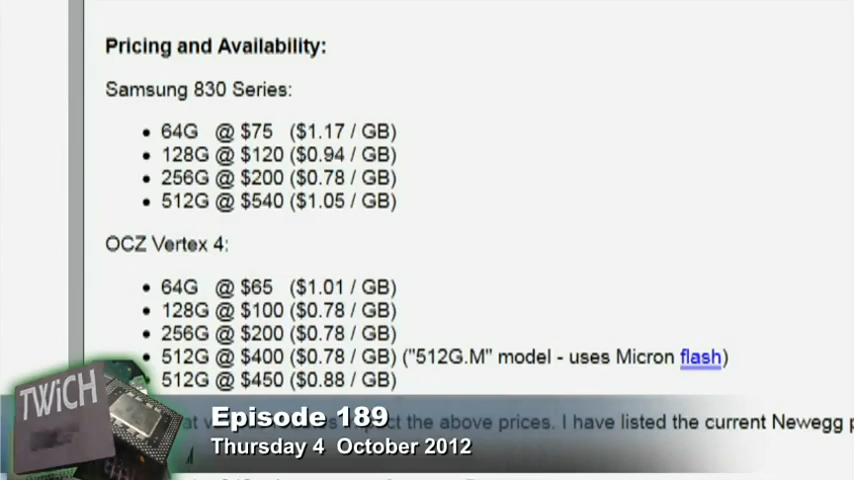 Pricing and Availability:
Samsung 830 Series:
• 64G @ $75 ($1.17 / GB)
• 128G @ $120 ($0.94 / GB)
• 256G @ $200 ($0.78 / GB)
• 512G @ $540 ($1.05 / GB)
OCZ Vertex 4:
• 64G @ $65 ($1.01 / GB)
• 128G @ $100 ($0.78 / GB)
• 256G @ $200 ($0.78 / GB)
• 512G @ $400 ($0.78 / GB) ("512G.M" model - uses Micron flash)
512G @ $450 ($0.88 / GB)
TWiCH
Episode 189
the above prices. I have listed the current Newegg p
Thursday 4 October 2012